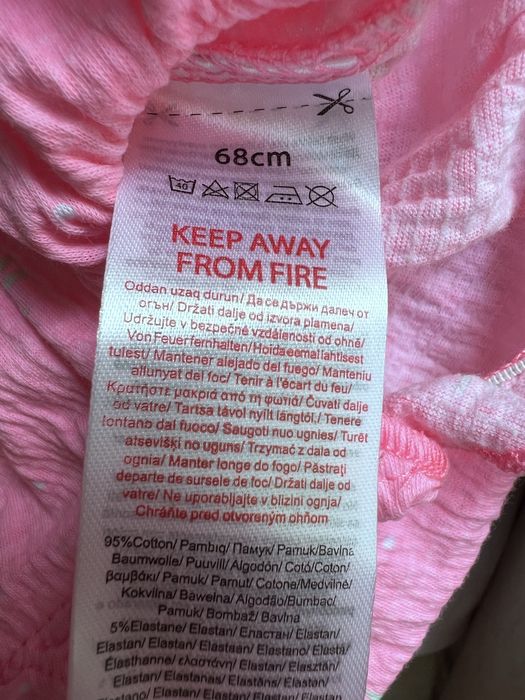 68cm
40
KEEP AWAY
FROM FIRE
Oddan uzaq durun/ Да се държи далеч от
огън/ Držati dalje od izvora plamena/
Udržujte v bezpečné vzdálenosti od ohně/
Von Feuer fernhalten/ Hoida eemal lahtisest
tulest/ Mantener alejado del fuego/ Manteniu
allunyat del foc/ Tenir à l'écart du feu/
Κρατήστε μακρια από τη φωτιά/ Čuvati dalje
od vatre/ Tartsa távol nyílt lángtól./ Tenere
lontano dal fuoco/ Saugoti nuo ugnies/ Turēt
atsevišķi no uguns/ Trzymać z dala od
ognia/ Manter longe do fogo/ Păstrați
departe de sursele de foc/ Držati dalje od
vatre/ Ne uporabljajte v blizini ognja/
Chráňte pred otvoreným ohňom
95%Cotton/ Pambıq/ Памук/ Pamuk/Bavlna
Baumwolle/ Puuvill/ Algodón/ Cotó/Coton/
βαμβάκι/ Pamuk/ Pamut/ Cotone/Medvilnė/
Kokvilna/ Bawełna/ Algodão/Bumbac/
Pamuk/ Bombaž/ Bavlna
5%Elastane/ Elastan/ Еластан/ Elastan/
Elastan/ Elastan/ Elastaan/ Elastano/ Elastà/
Élasthanne/ ελαστάνη/ Elastan/ Elasztán/